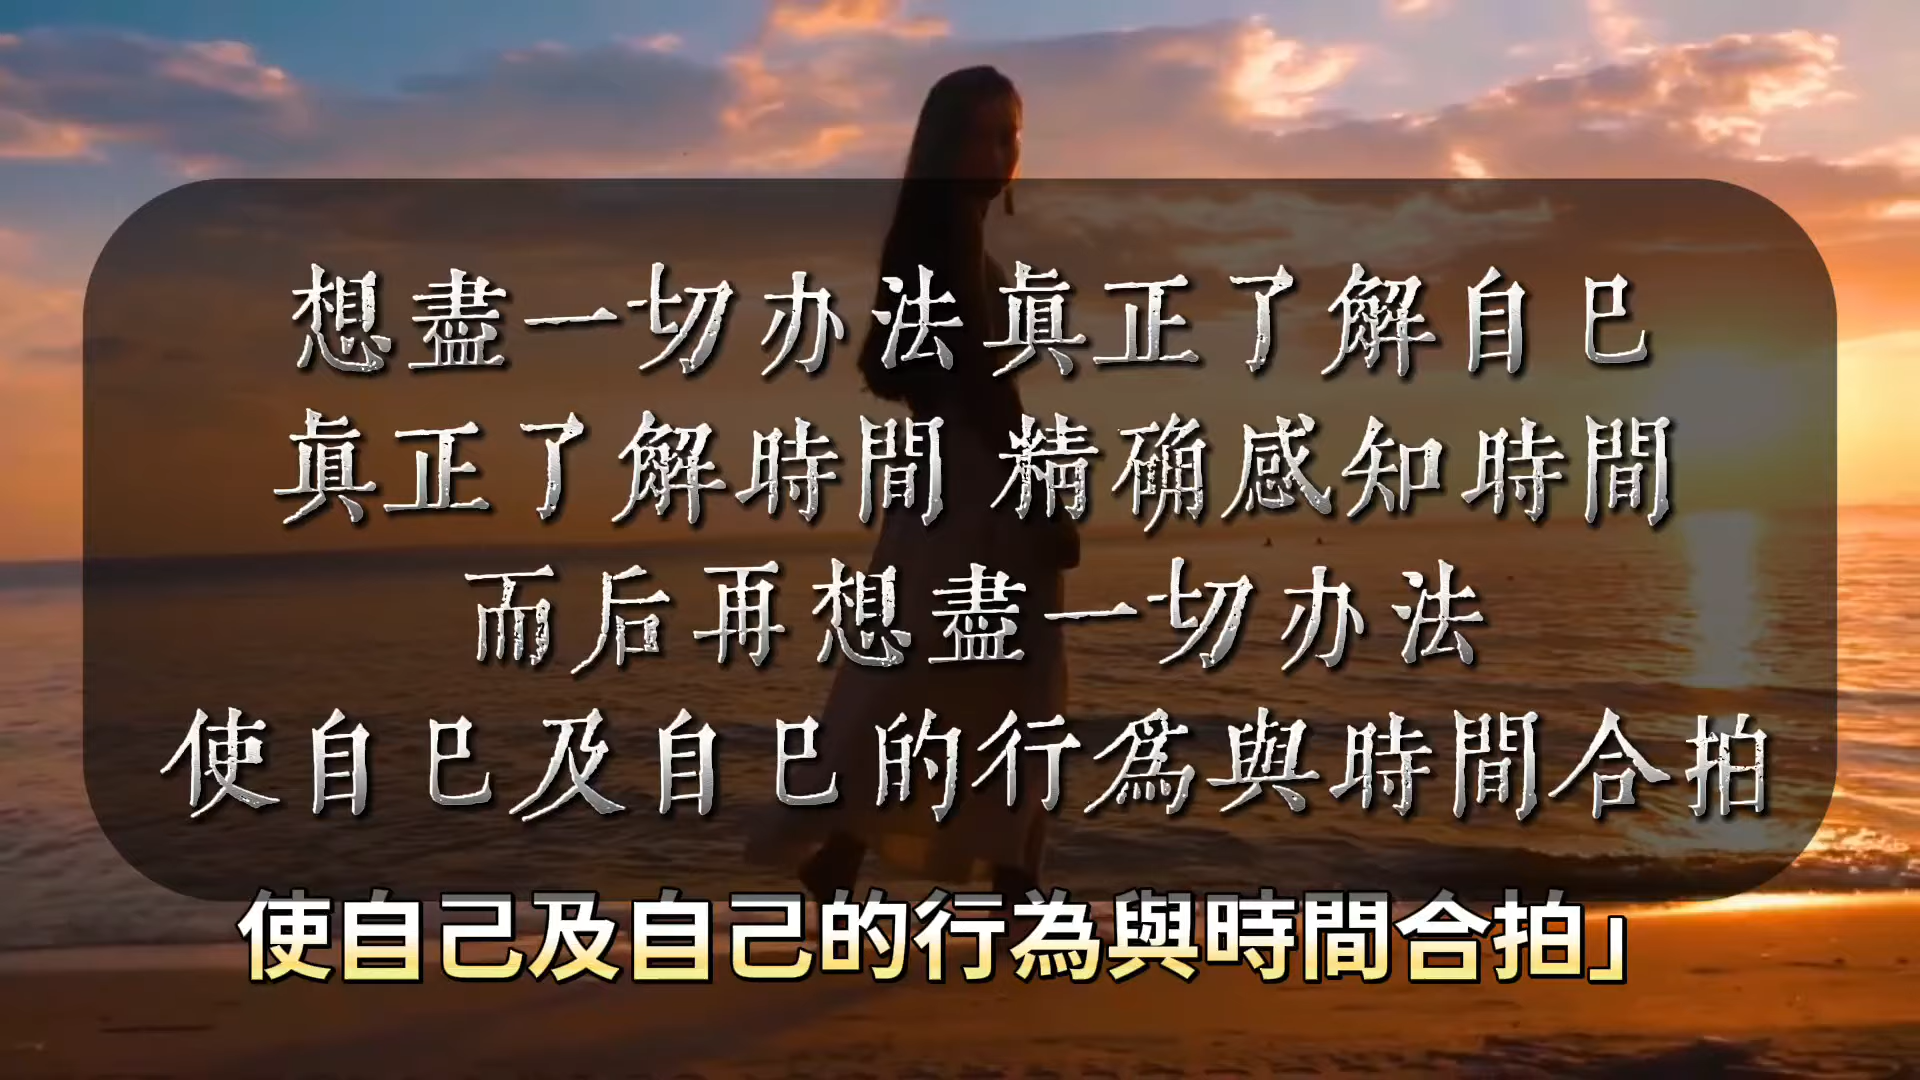 想盡一切办法眞正了解自已
眞正了解時間 精确感知時間
而后再想盡一切办法
使自已及自已的行爲與時間合拍
使自己及自己的行為與時間合拍」